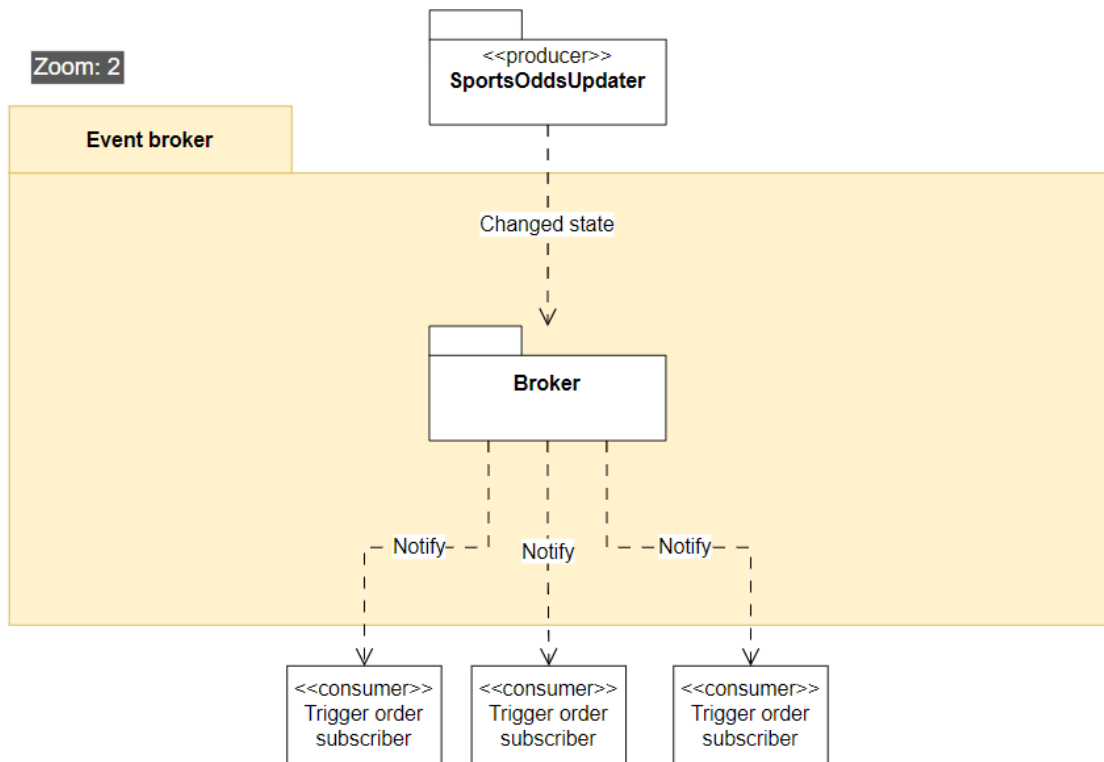 <<producer>>
SportsOddsUpdater
Zoom: 2
Event broker
Changed state
Broker
Notify
Notify
Notify
<<consumer>>
Trigger order
subscriber
<<consumer>>
Trigger order
subscriber
<<consumer>>
Trigger order
subscriber